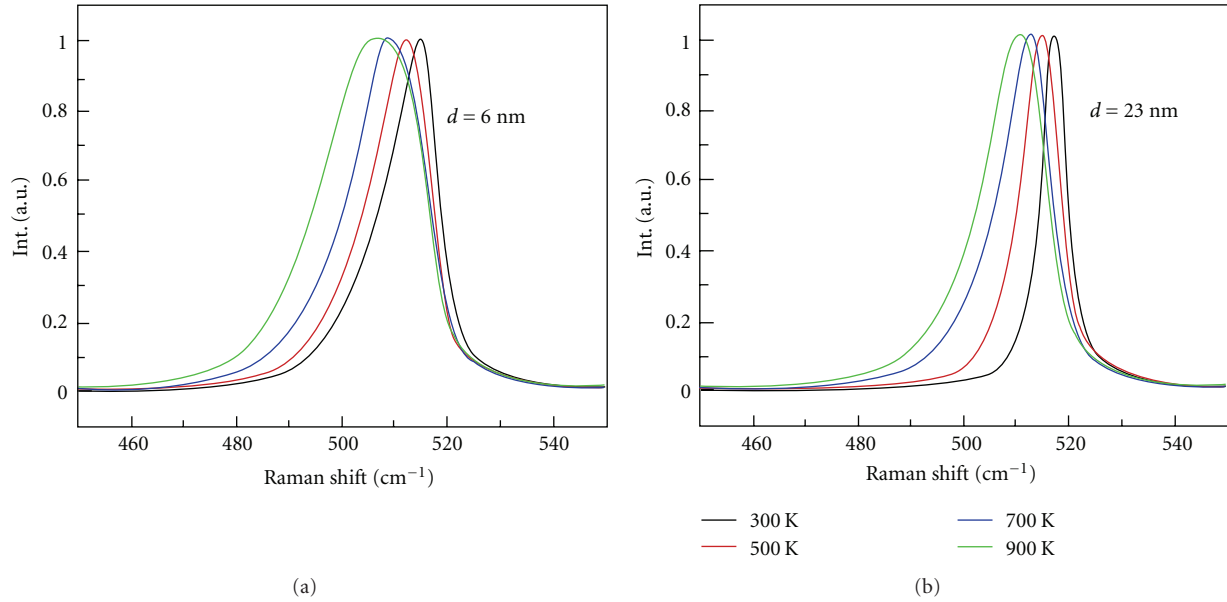 1
0.8
0.6
0.4
0.2
0
Int. (a.u.)
d = 6 nm
460 480 500 520 540
Raman shift (cm−1)
(a)
1
0.8
0.6
0.4
0.2
0
Int. (a.u.)
d = 23 nm
460 480 500 520 540
Raman shift (cm−1)
300 K 700 K
500 K 900 K
(b)